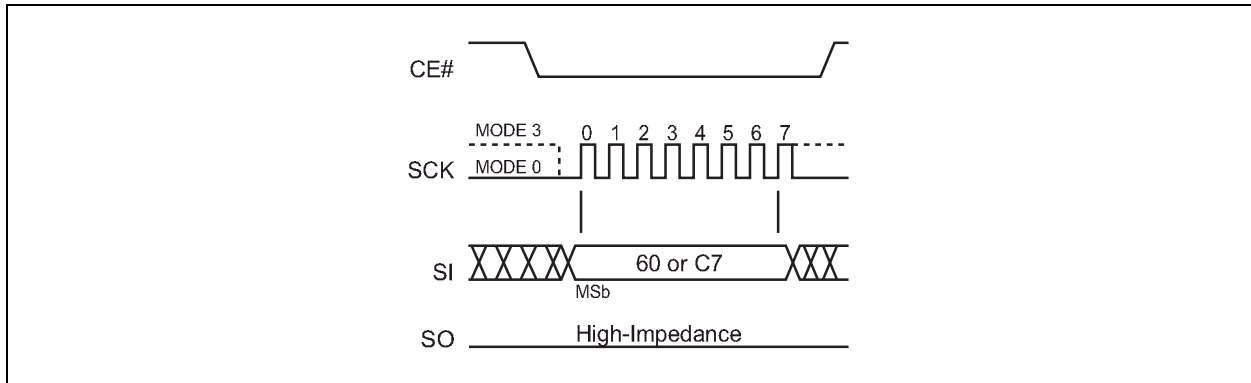 CE#
MODE 3
0 1 2 3 4 5 6 7
SCK
MODE 0
SI
60 or C7
MSb
SO
High-Impedance